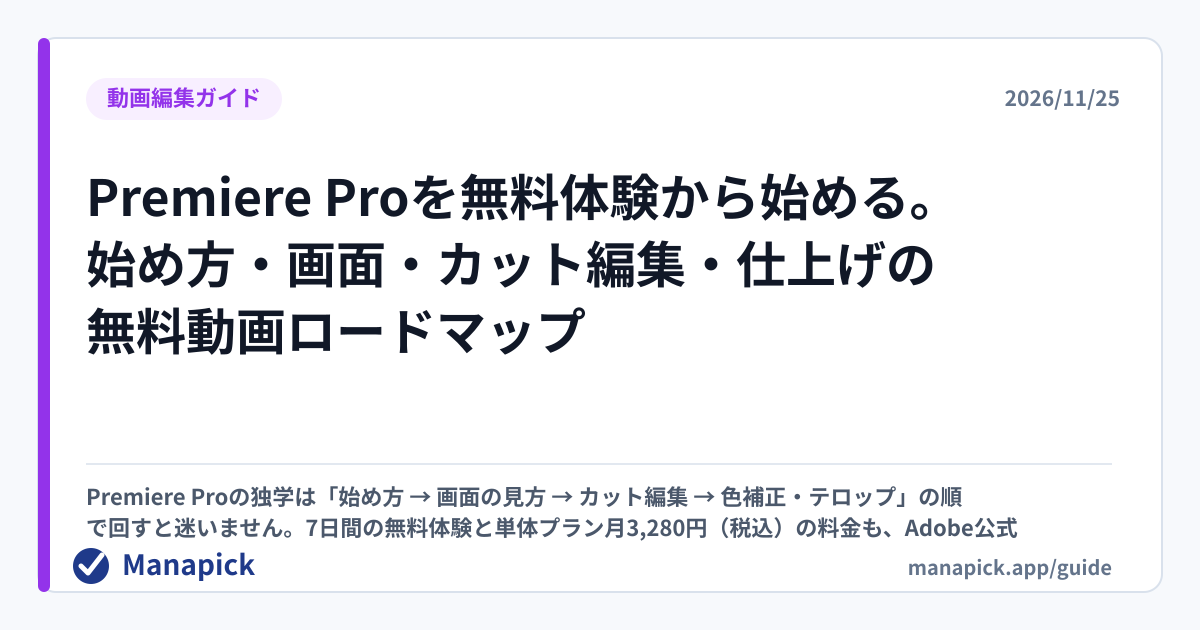 動画編集ガイド
2026/11/25
Premiere Proを無料体験から始める。
始め方・画面・カット編集・仕上げの
無料動画ロードマップ
Premiere Proの独学は「始め方 → 画面の見方 → カット編集 → 色補正・テロップ」の順
で回すと迷いません。7日間の無料体験と単体プラン月3,280円（税込）の料金も、Adobe公式
Manapick
manapick.app/guide